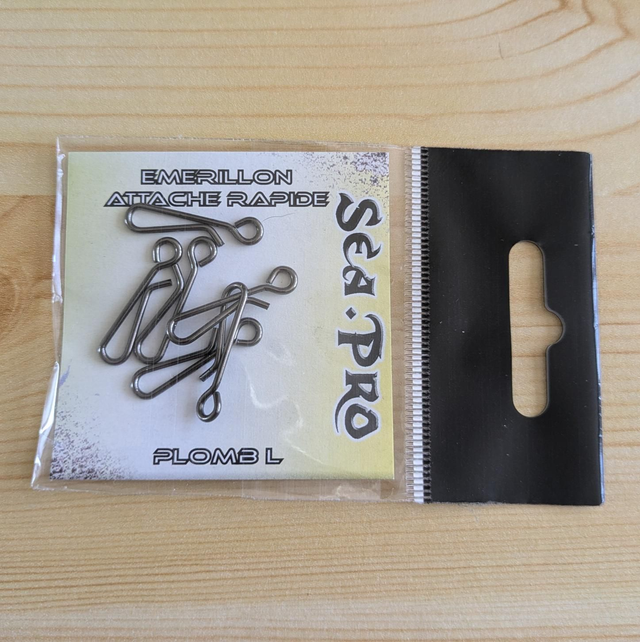 EMERILLON
ATTACHE RAPIDE
SEA.PRO
PLOMB L